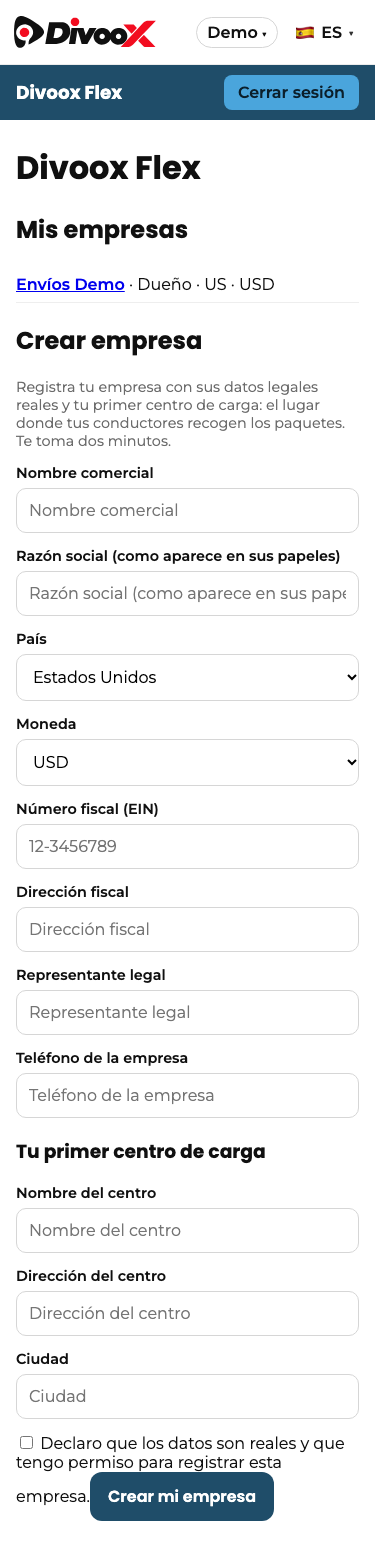 DivooX
Demo ▾
🇪🇸 ES ▾
Divoox Flex
Cerrar sesión
Divoox Flex
Mis empresas
Envíos Demo · Dueño · US · USD
Crear empresa
Registra tu empresa con sus datos legales
reales y tu primer centro de carga: el lugar
donde tus conductores recogen los paquetes.
Te toma dos minutos.
Nombre comercial
Nombre comercial
Razón social (como aparece en sus papeles)
Razón social (como aparece en sus pape
País
Estados Unidos
Moneda
USD
Número fiscal (EIN)
12-3456789
Dirección fiscal
Dirección fiscal
Representante legal
Representante legal
Teléfono de la empresa
Teléfono de la empresa
Tu primer centro de carga
Nombre del centro
Nombre del centro
Dirección del centro
Dirección del centro
Ciudad
Ciudad
Declaro que los datos son reales y que
tengo permiso para registrar esta
empresa. Crear mi empresa